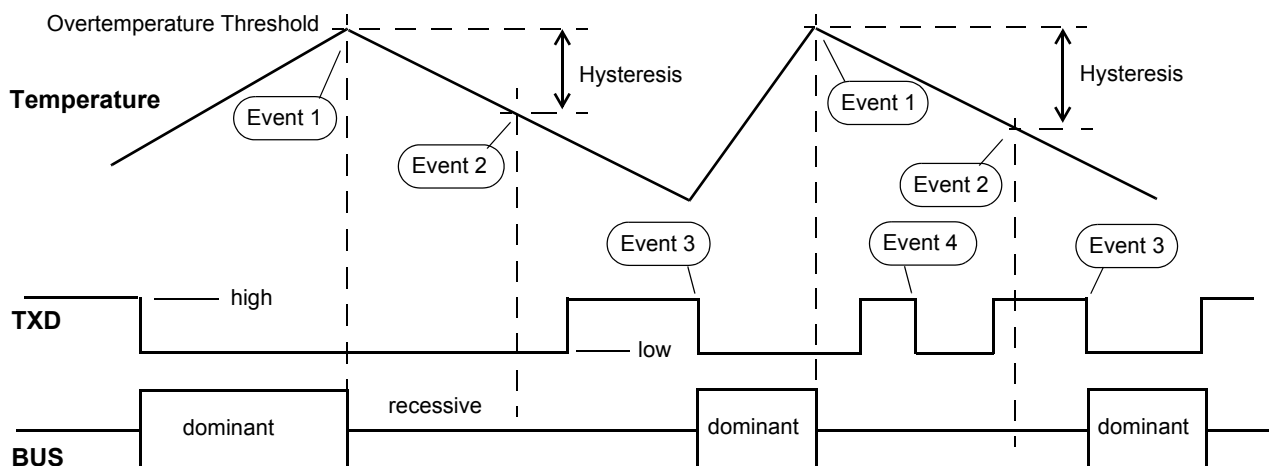 Overtemperature Threshold
Hysteresis
Hysteresis
Temperature
Event 1
Event 1
Event 2
Event 2
Event 3
Event 4
Event 3
high
TXD
low
recessive
dominant
dominant
dominant
BUS